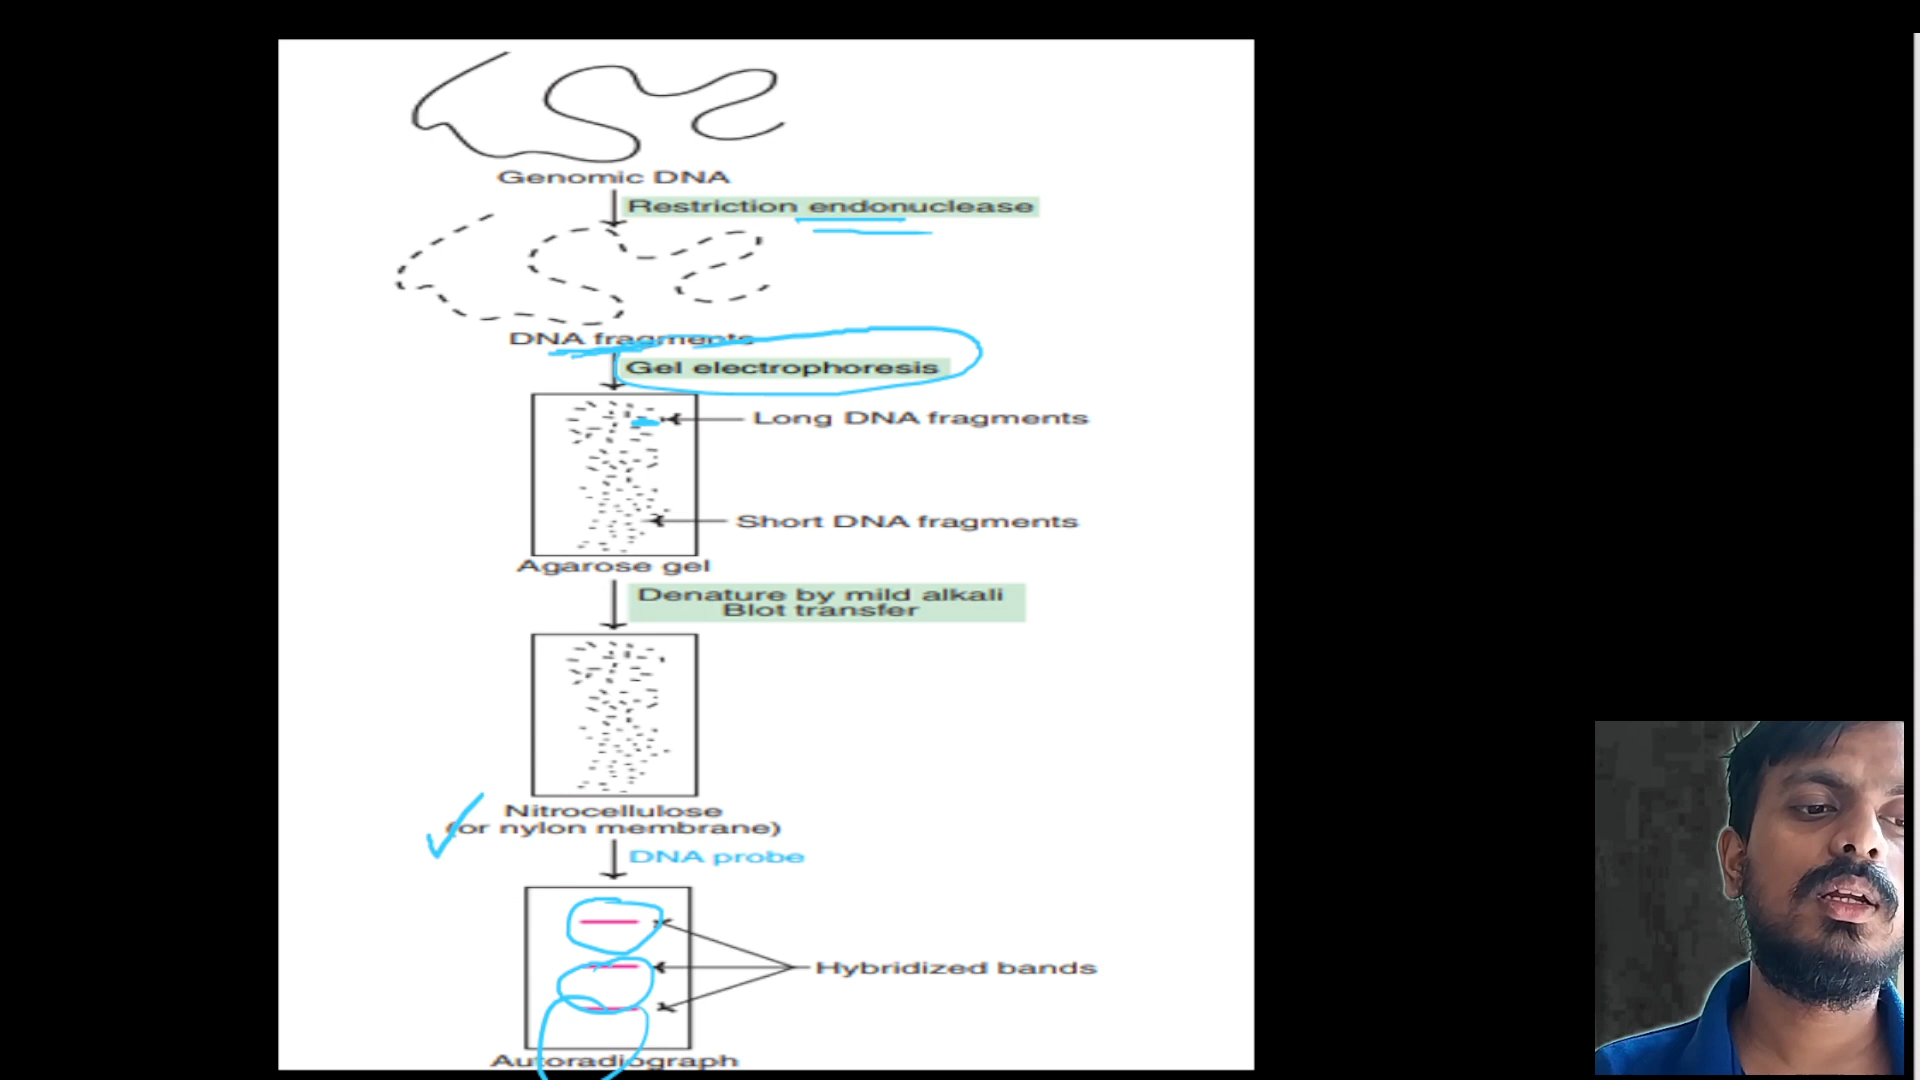 Genomic DNA
Restriction endonuclease
DNA fragments
Gel electrophoresis
Long DNA fragments
Short DNA fragments
Agarose gel
Denature by mild alkali
Blot transfer
Nitrocellulose
(or nylon membrane)
DNA probe
Hybridized bands
Autoradiograph